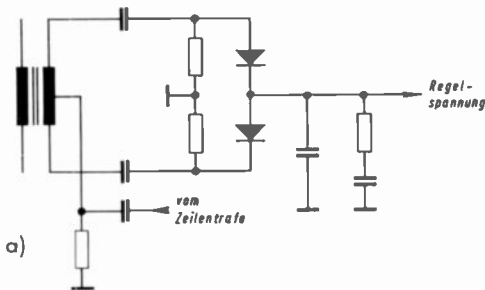 Regel-
spannung
vom
Zeilentrafo
a)